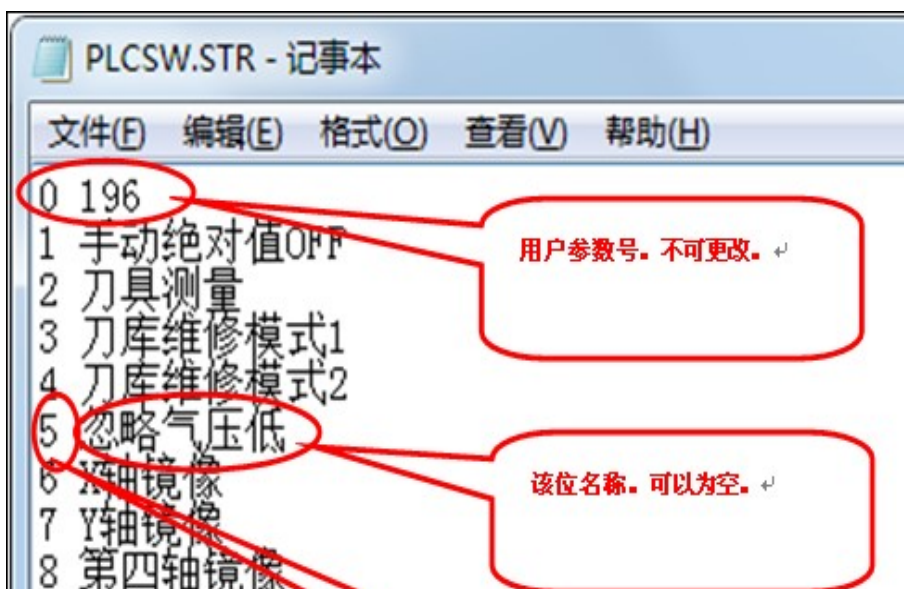 PLCSW.STR - 记事本
文件(F) 编辑(E) 格式(O) 查看(V) 帮助(H)
0 196
用户参数号。不可更改。
1 手动绝对值OFF
2 刀具测量
3 刀库维修模式1
4 刀库维修模式2
5 忽略气压低
该位名称。可以为空。
6 X轴镜像
7 Y轴镜像
8 第四轴镜像